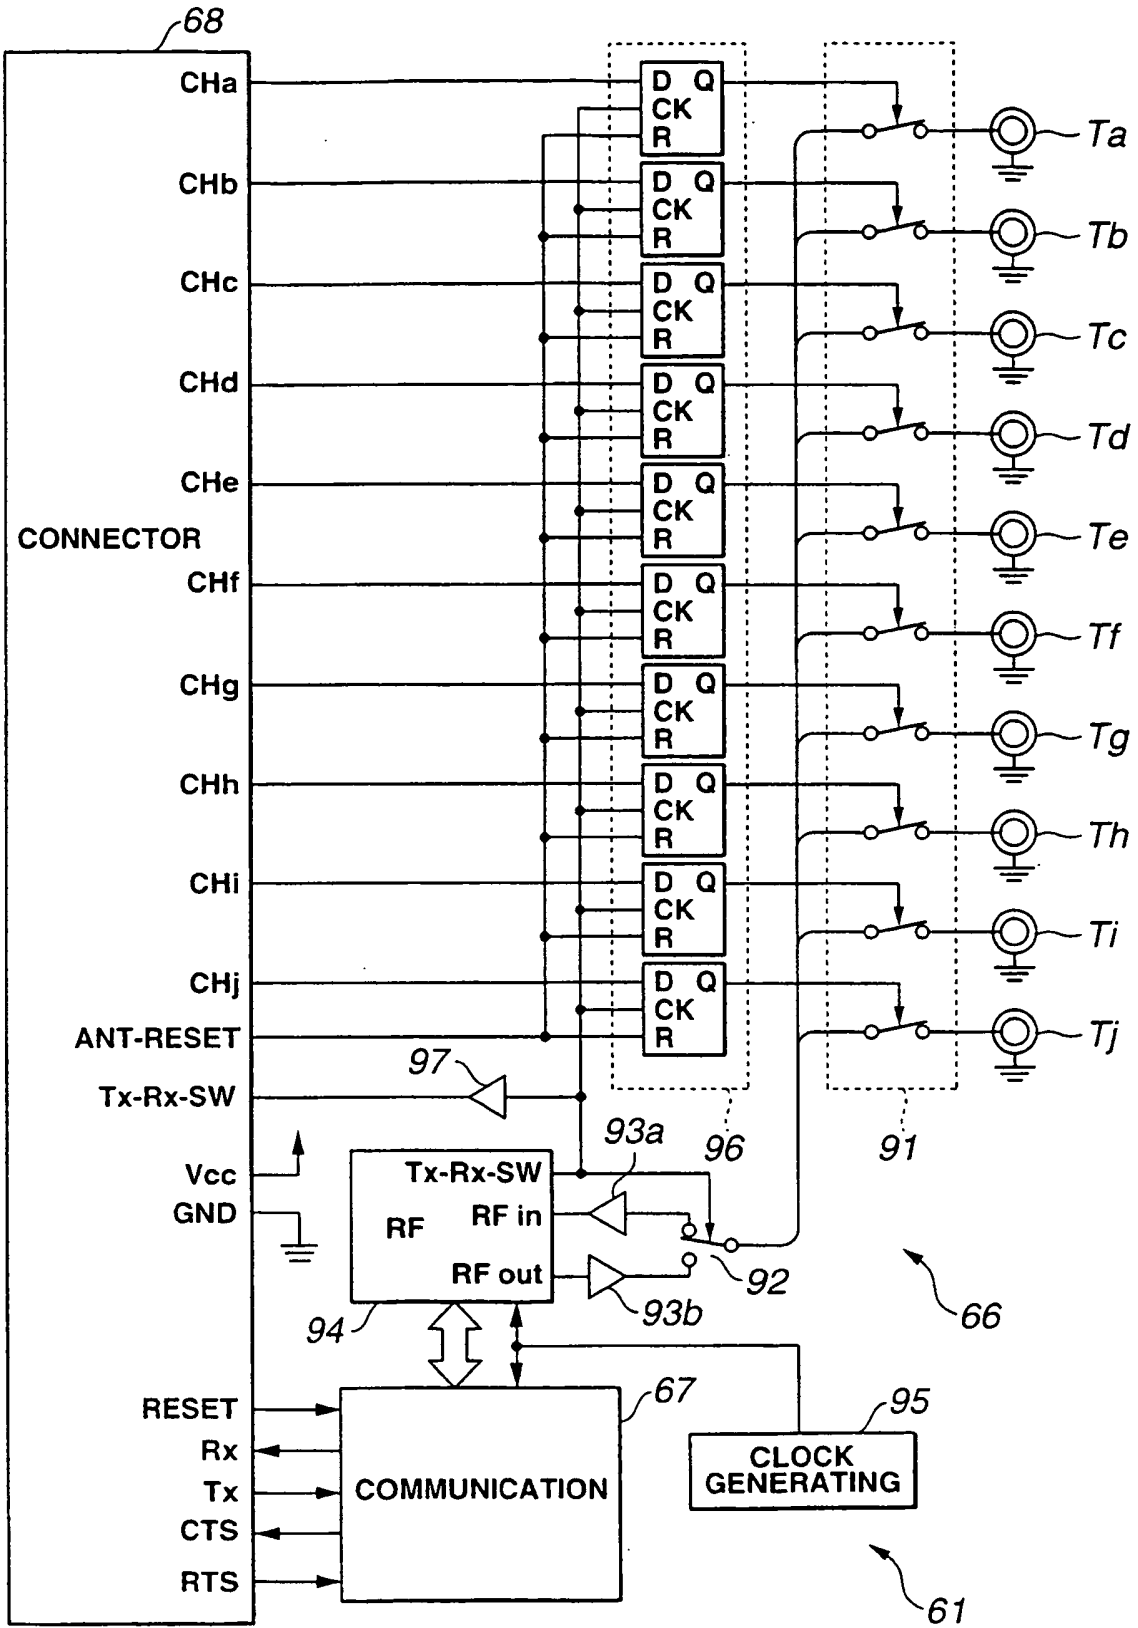 68
CHa D Q
CK
R
Ta
CHb D Q
CK
R
Tb
CHc D Q
CK
R
Tc
CHd D Q
CK
R
Td
CHe D Q
CK
R
Te
CONNECTOR
CHf D Q
CK
R
Tf
CHg D Q
CK
R
Tg
CHh D Q
CK
R
Th
CHi D Q
CK
R
Ti
CHj D Q
CK
ANT-RESET R
Tj
97
Tx-Rx-SW
93a 96 91
Vcc Tx-Rx-SW
GND RF RF in
RF out 92
94 93b 66
67
RESET 95
Rx CLOCK
GENERATING
Tx COMMUNICATION
CTS
RTS
61